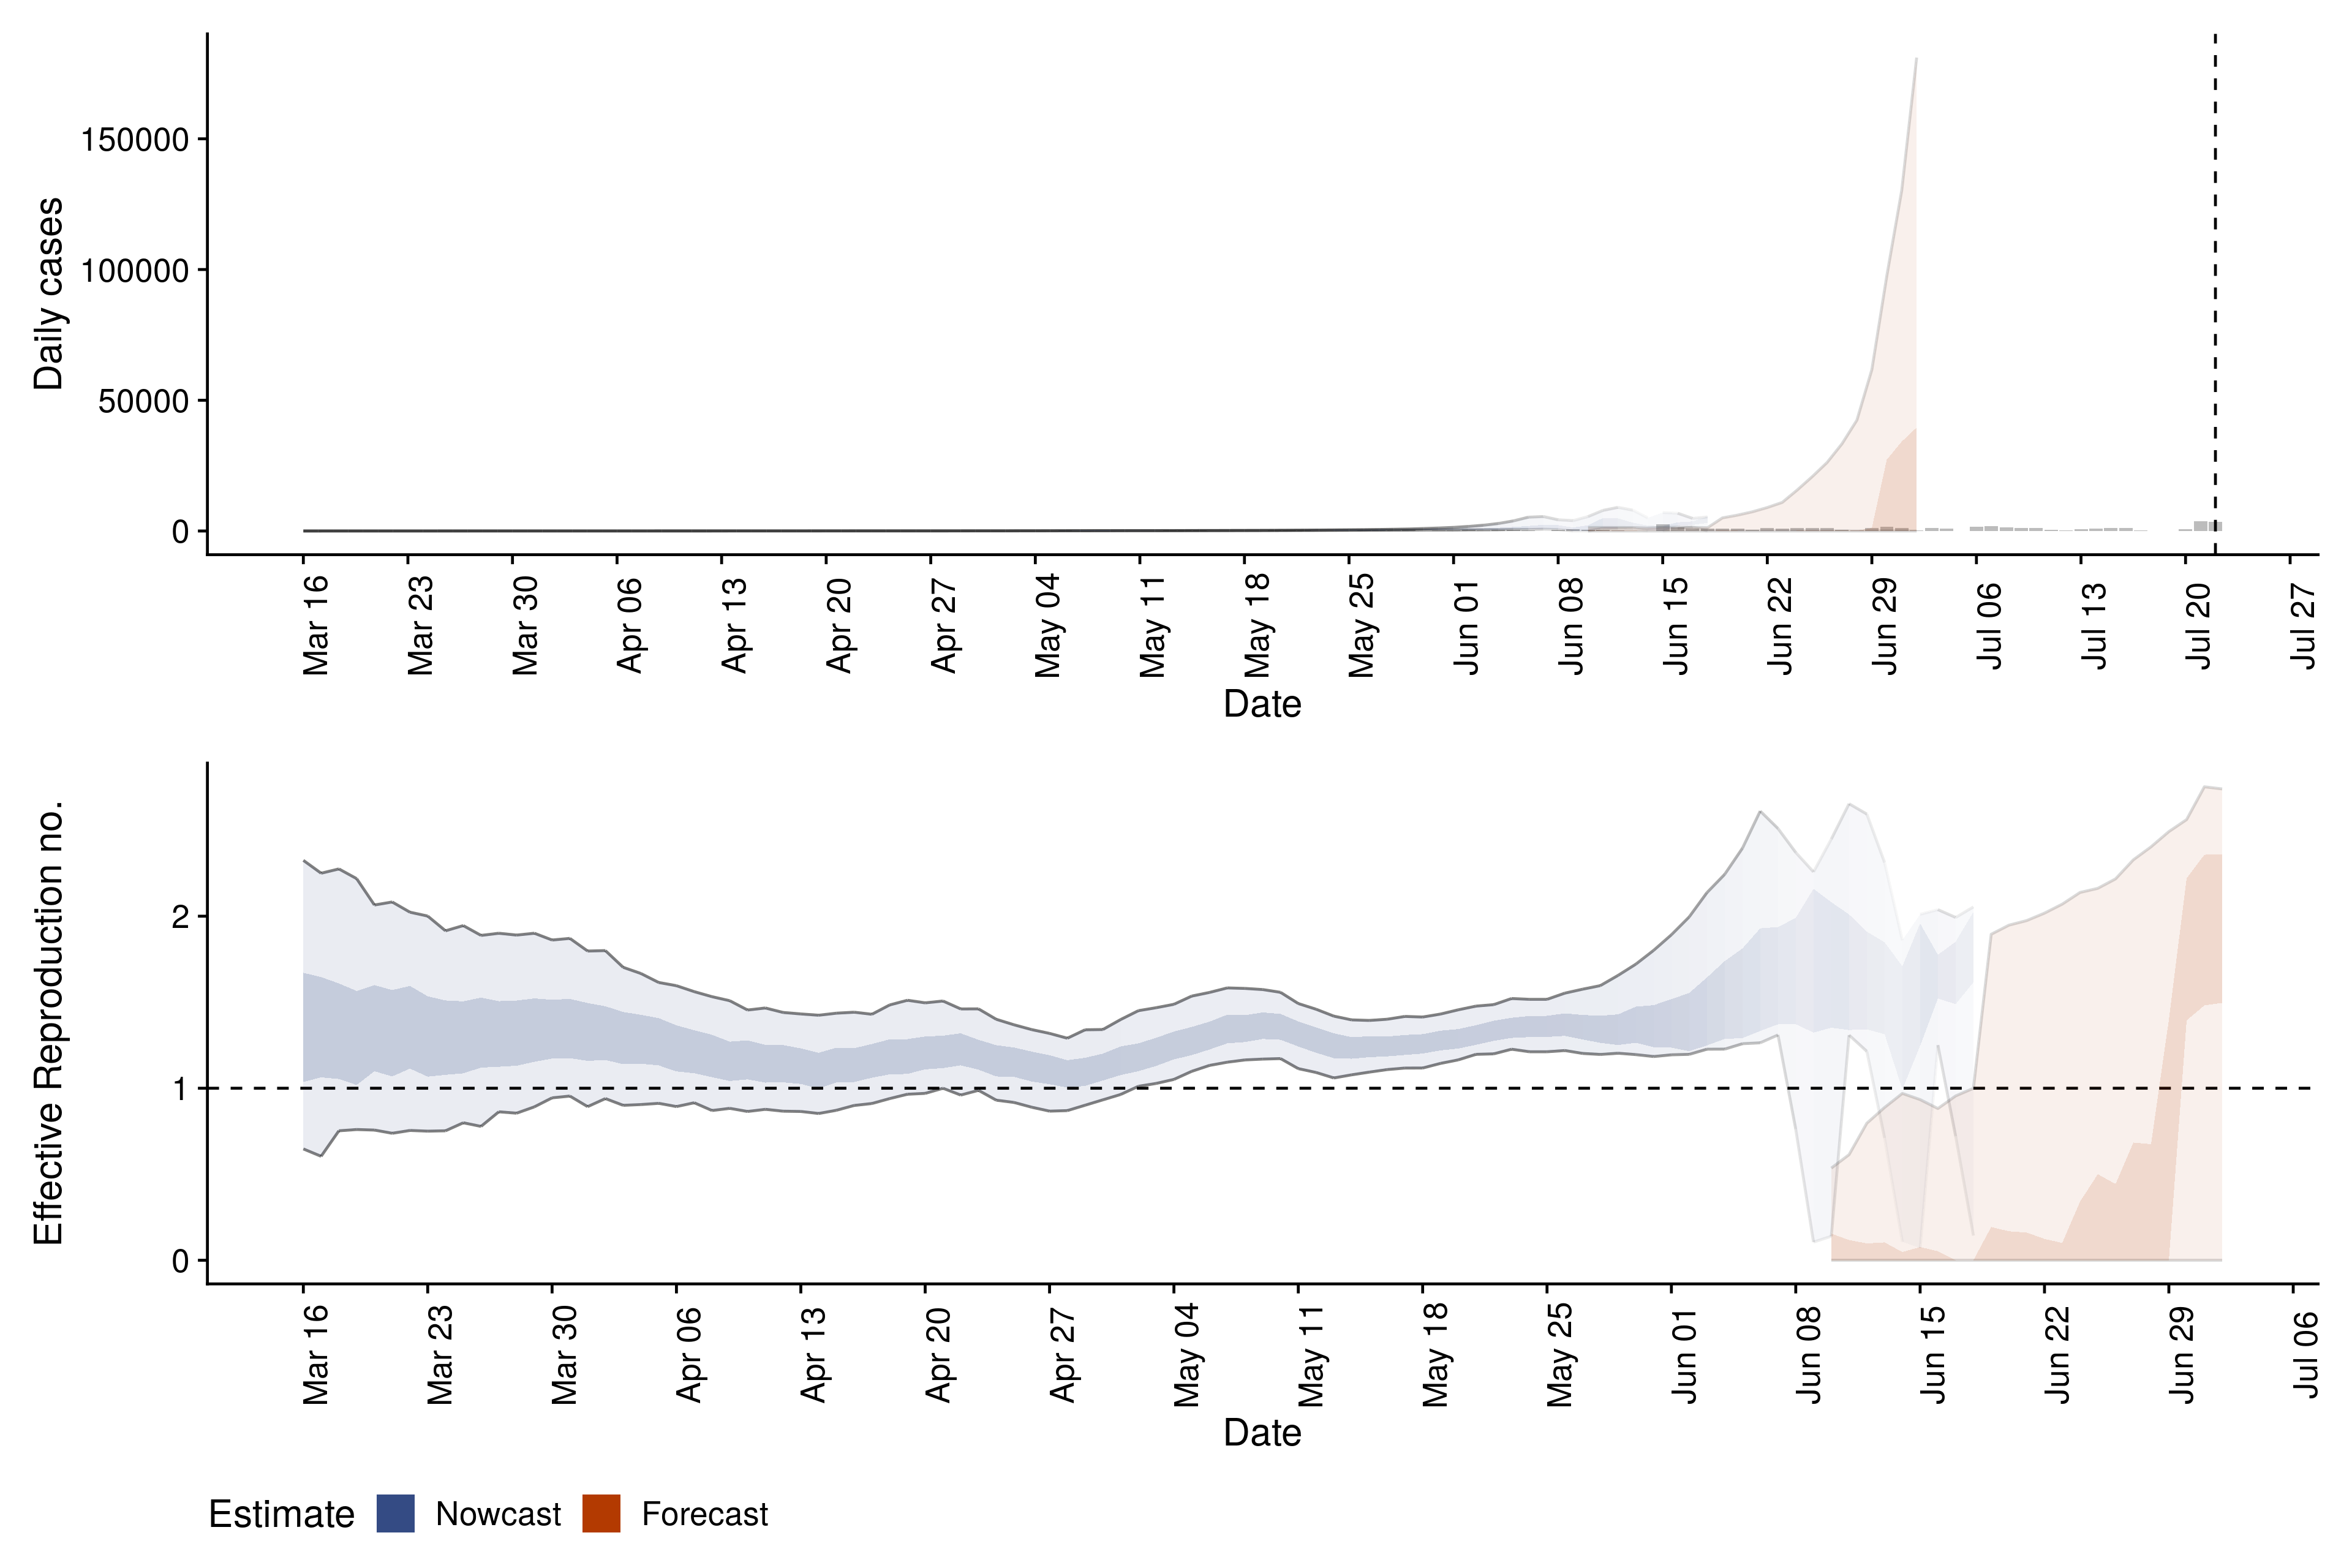 Daily cases
150000
100000
50000
0
Mar 16
Mar 23
Mar 30
Apr 06
Apr 13
Apr 20
Apr 27
May 04
May 11
May 18
May 25
Jun 01
Jun 08
Jun 15
Jun 22
Jun 29
Jul 06
Jul 13
Jul 20
Jul 27
Date
Effective Reproduction no.
2
1
0
Mar 16
Mar 23
Mar 30
Apr 06
Apr 13
Apr 20
Apr 27
May 04
May 11
May 18
May 25
Jun 01
Jun 08
Jun 15
Jun 22
Jun 29
Jul 06
Date
Estimate Nowcast Forecast